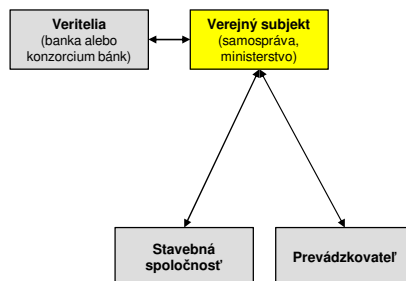 Veritelia
(banka alebo
konzorcium bánk)
Verejný subjekt
(samospráva,
ministerstvo)
Stavebná
spoločnosť
Prevádzkovateľ